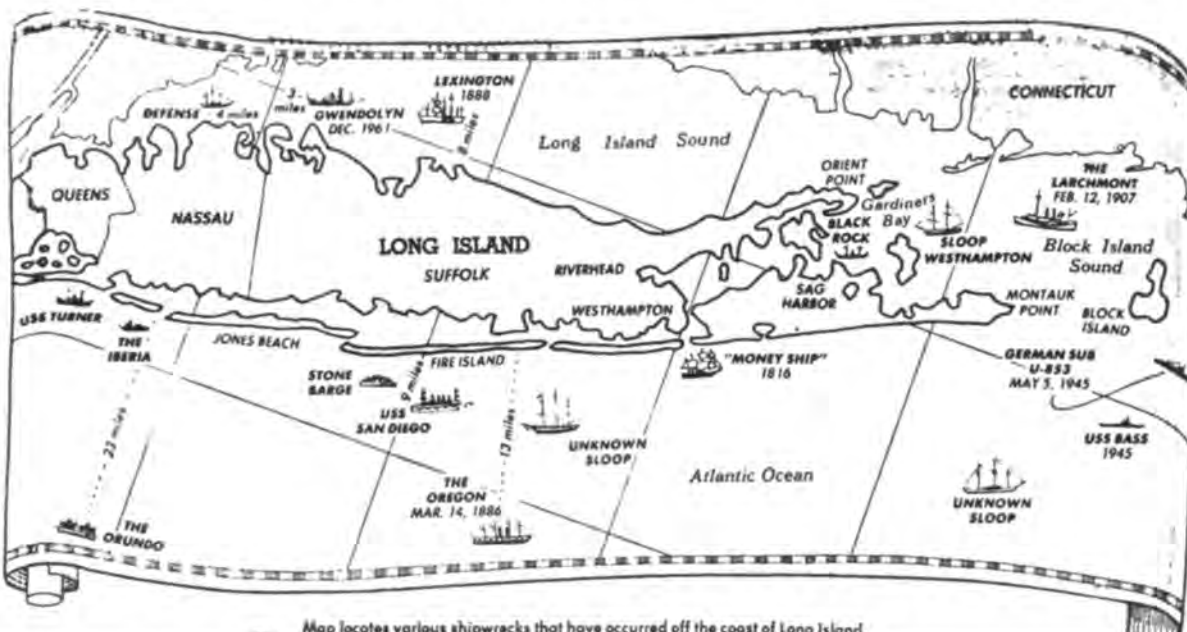 CONNECTICUT
LEXINGTON
1888
DEFENSE
4 miles
3
miles
GWENDOLYN
DEC. 1961
8 miles
Long Island Sound
ORIENT
POINT
THE
LARCHMONT
FEB. 12, 1907
QUEENS
NASSAU
Gardiners
Bay
BLACK
ROCK
SLOOP
WESTHAMPTON
Block Island
Sound
LONG ISLAND
SUFFOLK
RIVERHEAD
SAG
HARBOR
WESTHAMPTON
MONTAUK
POINT
BLOCK
ISLAND
USS TURNER
THE
IBERIA
JONES BEACH
FIRE ISLAND
"MONEY SHIP"
1816
GERMAN SUB
U-853
MAY 5, 1945
STONE
BARGE
9 miles
USS
SAN DIEGO
23 miles
13 miles
UNKNOWN
SLOOP
USS BASS
1945
THE
OREGON
MAR. 14, 1886
Atlantic Ocean
UNKNOWN
SLOOP
THE
ORUNDO
Map locates various shipwrecks that have occurred off the coast of Long Island